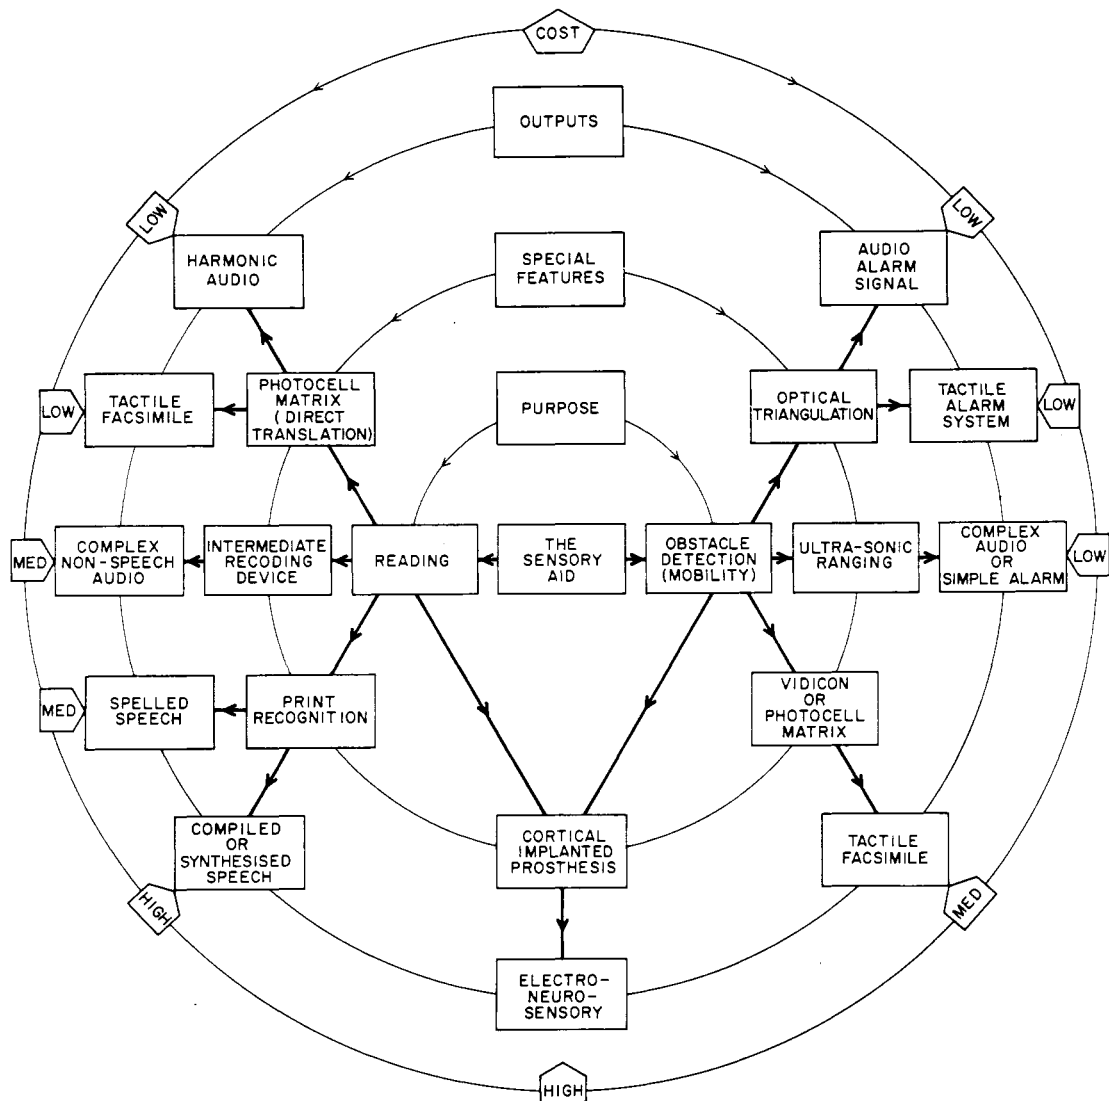 COST
OUTPUTS
LOW
LOW
HARMONIC
AUDIO
SPECIAL
FEATURES
AUDIO
ALARM
SIGNAL
LOW
TACTILE
FACSIMILE
PHOTOCELL
MATRIX
(DIRECT
TRANSLATION)
PURPOSE
OPTICAL
TRIANGULATION
TACTILE
ALARM
SYSTEM
LOW
MED
COMPLEX
NON-SPEECH
AUDIO
INTERMEDIATE
RECODING
DEVICE
READING
THE
SENSORY
AID
OBSTACLE
DETECTION
(MOBILITY)
ULTRA-SONIC
RANGING
COMPLEX
AUDIO
OR
SIMPLE ALARM
LOW
MED
SPELLED
SPEECH
PRINT
RECOGNITION
VIDICON
OR
PHOTOCELL
MATRIX
COMPILED
OR
SYNTHESISED
SPEECH
CORTICAL
IMPLANTED
PROSTHESIS
TACTILE
FACSIMILE
HIGH
MED
ELECTRO-
NEURO-
SENSORY
HIGH